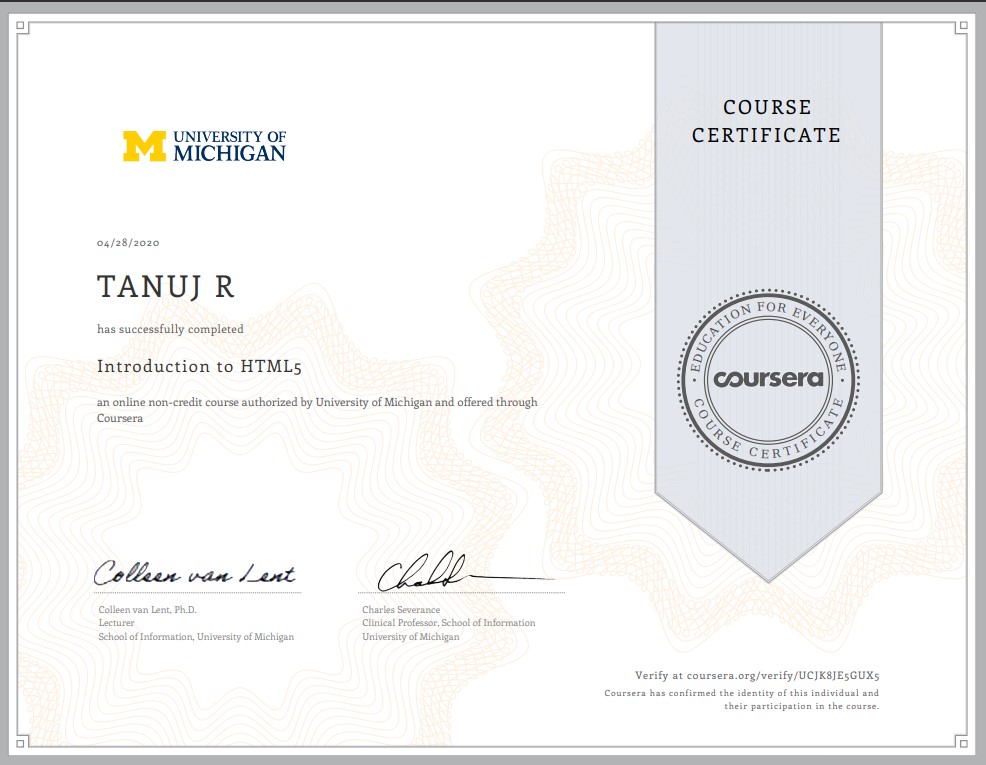 UNIVERSITY OF
MICHIGAN
COURSE
CERTIFICATE
04/28/2020
TANUJ R
has successfully completed
Introduction to HTML5
an online non-credit course authorized by University of Michigan and offered through
Coursera
EDUCATION FOR EVERYONE
coursera
COURSE CERTIFICATE
Colleen van Lent
Colleen van Lent, Ph.D.
Lecturer
School of Information, University of Michigan
Charles Severance
Clinical Professor, School of Information
University of Michigan
Verify at coursera.org/verify/UCJK8JE5GUX5
Coursera has confirmed the identity of this individual and
their participation in the course.